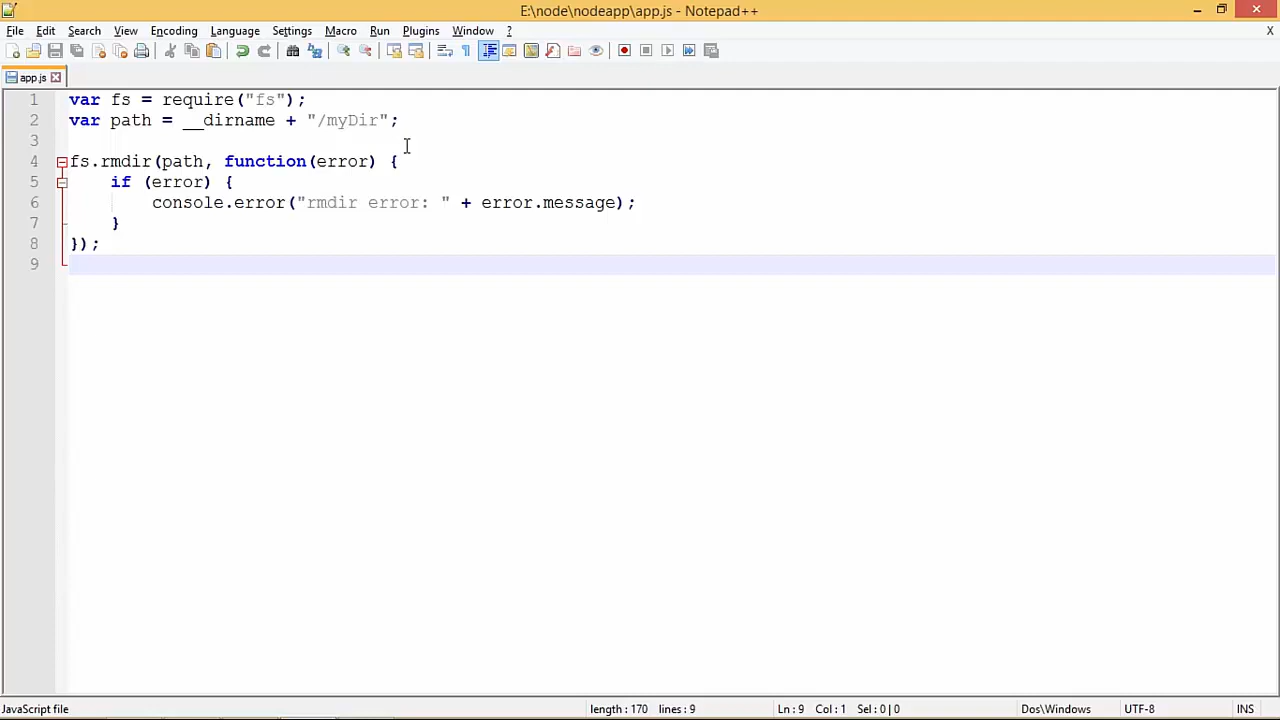 E:\node\nodeapp\app.js - Notepad++
File Edit Search View Encoding Language Settings Macro Run Plugins Window ? X
app.js
1 var fs = require("fs");
2 var path = __dirname + "/myDir";
3
4 fs.rmdir(path, function(error) {
5 if (error) {
6 console.error("rmdir error: " + error.message);
7 }
8 });
9
JavaScript file length : 170 lines : 9 Ln : 9 Col : 1 Sel : 0 | 0 Dos\Windows UTF-8 INS